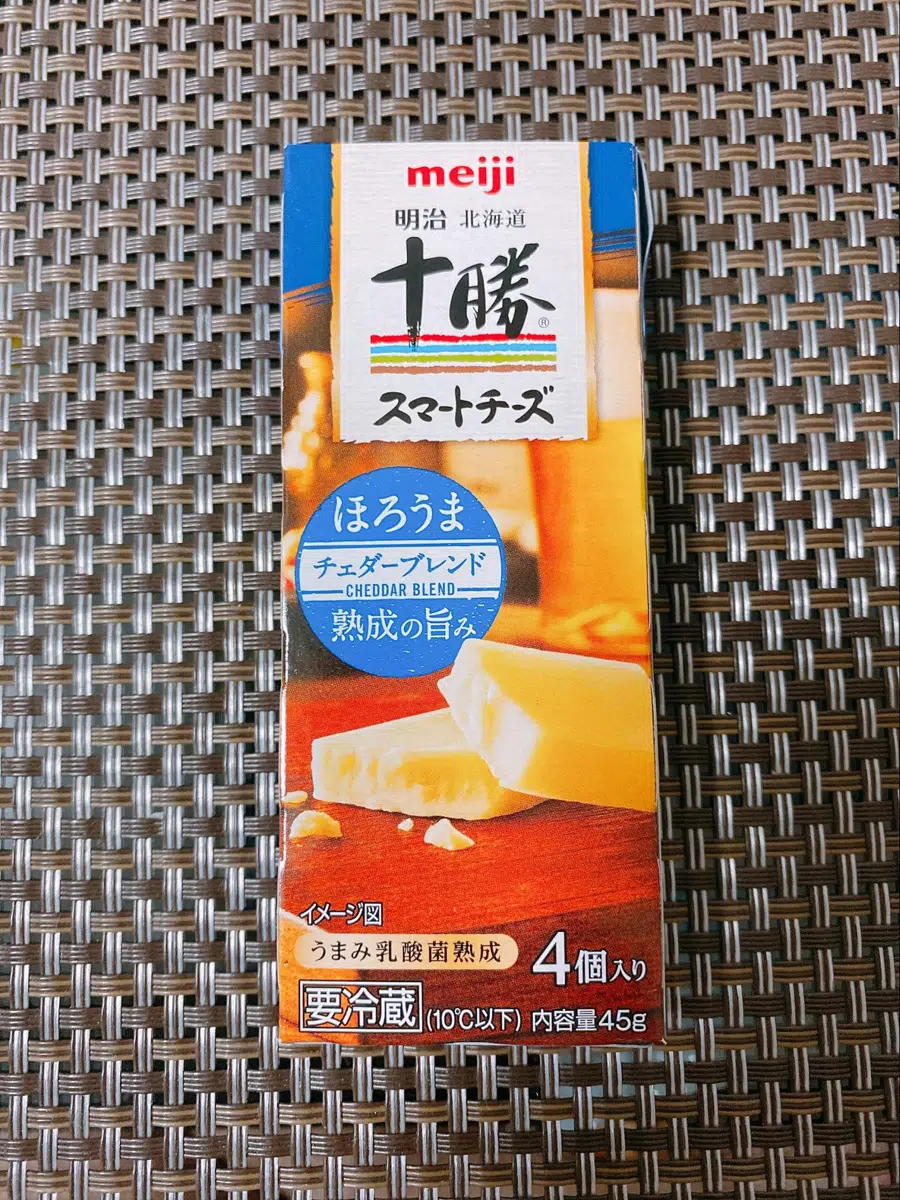 meiji
明治 北海道
十勝®
スマートチーズ
ほろうま
チェダーブレンド
CHEDDAR BLEND
熟成の旨み
イメージ図
うまみ乳酸菌熟成
4個入り
要冷蔵 (10℃以下) 内容量45g